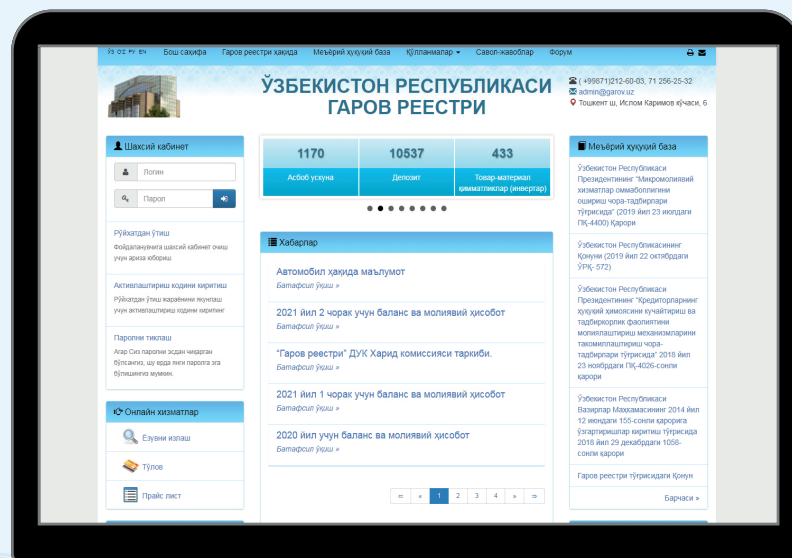 ЎЗ OZ РУ EN Бош саҳифа Гаров реестри ҳақида Меъёрий ҳуқуқий база Қўлланмалар Савол-жавоблар Форум
ЎЗБЕКИСТОН РЕСПУБЛИКАСИ
ГАРОВ РЕЕСТРИ
( +99871)212-60-03, 71 256-25-32
admin@garov.uz
Тошкент ш, Ислом Каримов кўчаси, 6
Шахсий кабинет
Логин
Парол
Рўйхатдан ўтиш
Фойдаланувчига шахсий кабинет очиш
учун ариза юбориш
Активлаштириш кодини киритиш
Рўйхатдан ўтиш жараёнини якунлаш
учун активлаштириш кодини киритинг
Паролни тиклаш
Агар Сиз паролни эсдан чиқарган
бўлсангиз, шу ерда янги паролга эга
бўлишингиз мумкин.
Онлайн хизматлар
Ёзувни излаш
Тўлов
Прайс лист
1170 10537 433
Асбоб ускуна Депозит Товар-материал
қимматликлар (инвертар)
Хабарлар
Автомобил ҳақида маълумот
Батафсил ўқиш »
2021 йил 2 чорак учун баланс ва молиявий ҳисобот
Батафсил ўқиш »
"Гаров реестри" ДУК Харид комиссияси таркиби.
Батафсил ўқиш »
2021 йил 1 чорак учун баланс ва молиявий ҳисобот
Батафсил ўқиш »
2020 йил учун баланс ва молиявий ҳисобот
Батафсил ўқиш »
« 1 2 3 4 »
Меъёрий ҳуқуқий база
Ўзбекистон Республикаси
Президентининг "Микромолиявий
хизматлар оммабоплигини
ошириш чора-тадбирлари
тўғрисида" (2019 йил 23 июлдаги
ПҚ-4400) Қарори
Ўзбекистон Республикасининг
Қонуни (2019 йил 22 октябрдаги
ЎРҚ- 572)
Ўзбекистон Республикаси
Президентининг "Кредиторларнинг
ҳуқуқий ҳимоясини кучайтириш ва
тадбиркорлик фаолиятини
молиялаштириш механизмларини
такомиллаштириш чора-
тадбирлари тўғрисида" 2018 йил
23 ноябрдаги ПҚ-4026-сонли
қарори
Ўзбекистон Республикаси
Вазирлар Маҳкамасининг 2014 йил
12 июндаги 155-сонли қарорига
ўзгартиришлар киритиш тўғрисида
2018 йил 29 декабрдаги 1058-
сонли қарори
Гаров реестри тўғрисидаги Қонун
Барчаси »